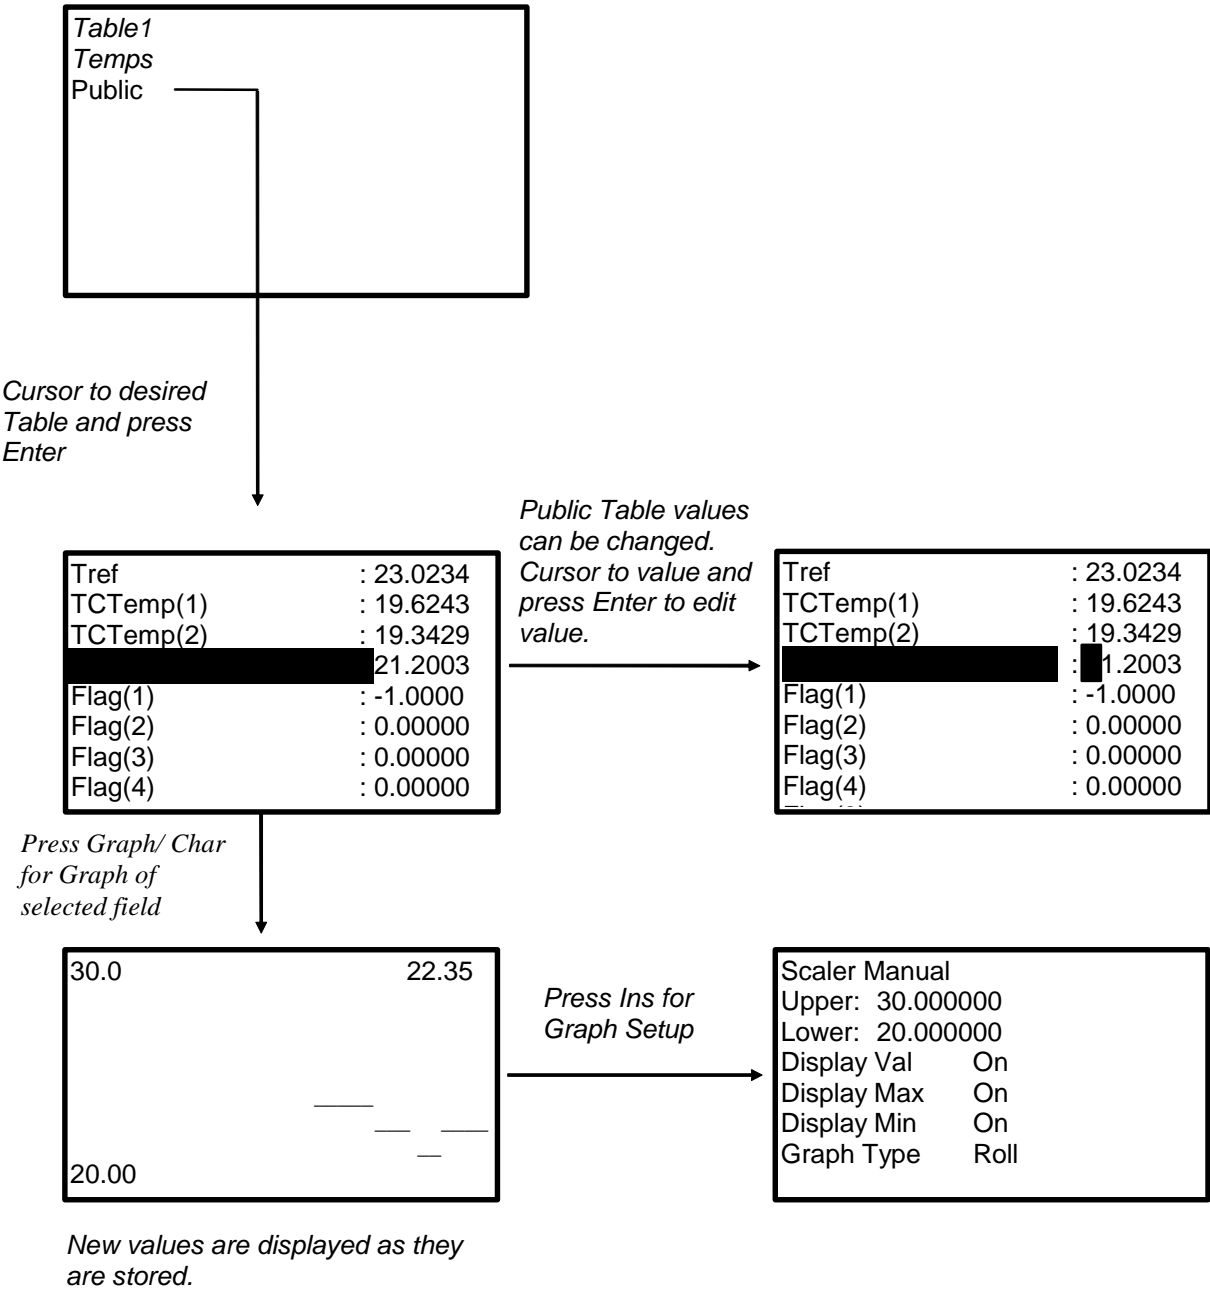 Table1
Temps
Public
Cursor to desired
Table and press
Enter
Public Table values
can be changed.
Cursor to value and
press Enter to edit
value.
Tref : 23.0234
TCTemp(1) : 19.6243
TCTemp(2) : 19.3429
21.2003
Flag(1) : -1.0000
Flag(2) : 0.00000
Flag(3) : 0.00000
Flag(4) : 0.00000
Tref : 23.0234
TCTemp(1) : 19.6243
TCTemp(2) : 19.3429
: 1.2003
Flag(1) : -1.0000
Flag(2) : 0.00000
Flag(3) : 0.00000
Flag(4) : 0.00000
Press Graph/ Char
for Graph of
selected field
30.0 22.35
20.00
Press Ins for
Graph Setup
Scaler Manual
Upper: 30.000000
Lower: 20.000000
Display Val On
Display Max On
Display Min On
Graph Type Roll
New values are displayed as they
are stored.